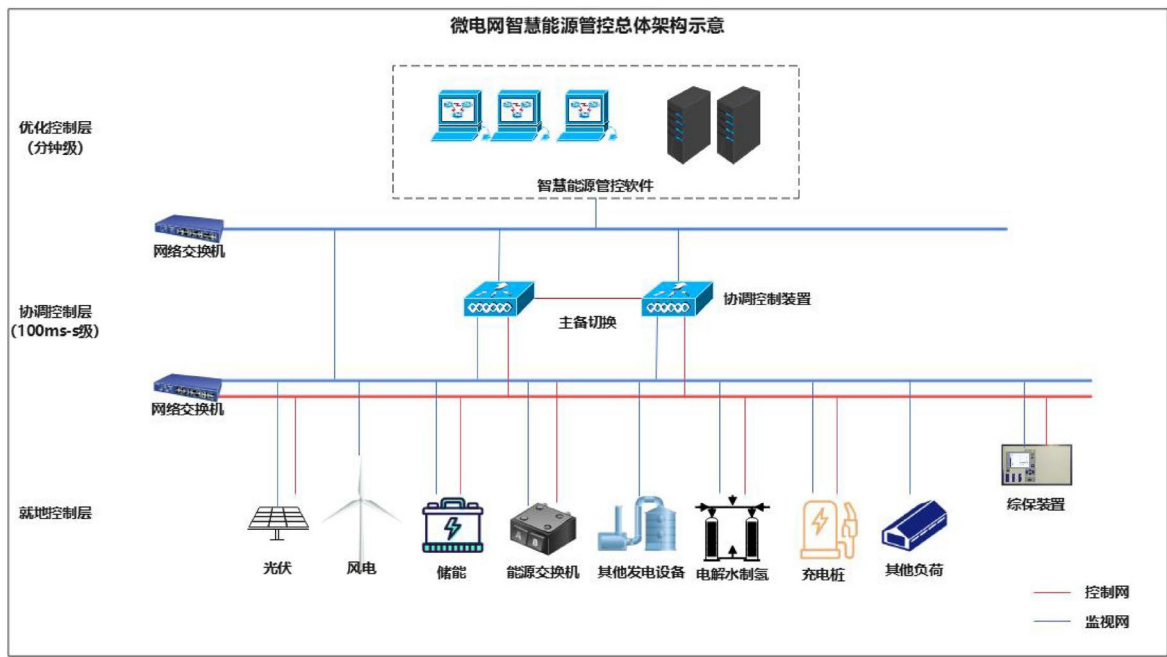 微电网智慧能源管控总体架构示意
优化控制层
（分钟级）
智慧能源管控软件
网络交换机
协调控制层
（100ms-s级）
协调控制装置
主备切换
网络交换机
就地控制层
光伏
风电
储能
能源交换机
其他发电设备
电解水制氢
充电桩
其他负荷
综保装置
控制网
监视网